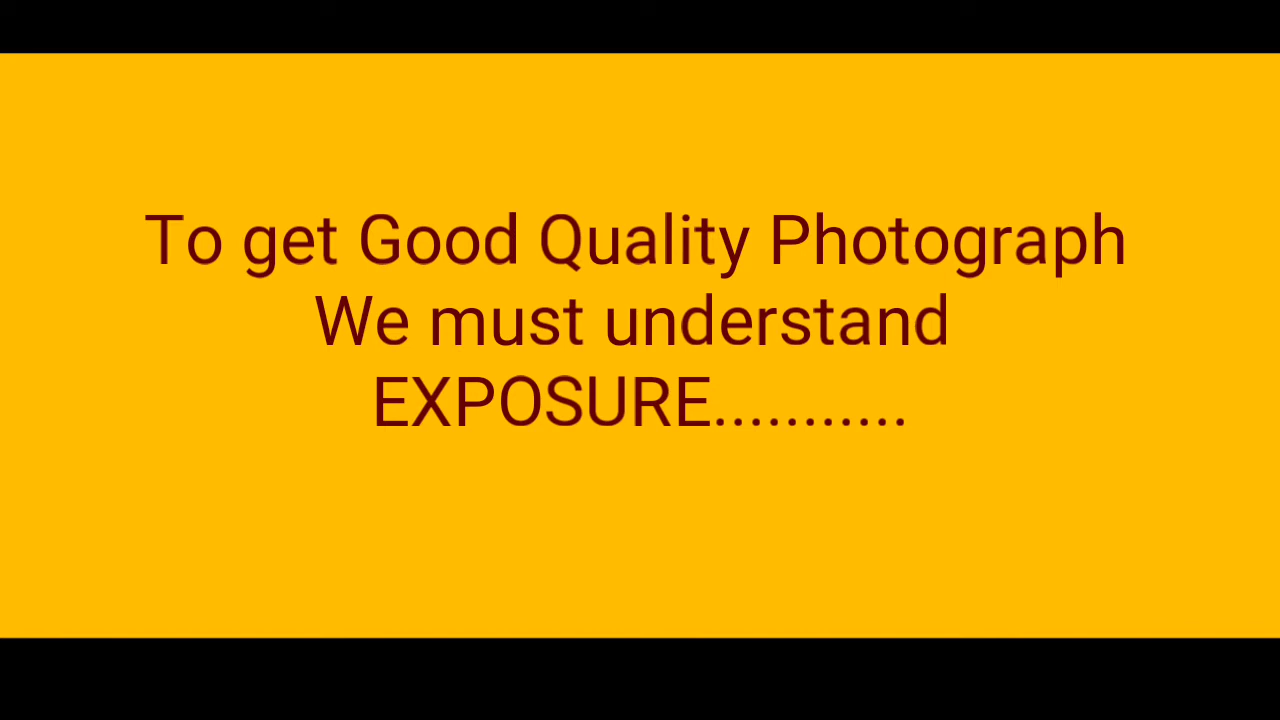 To get Good Quality Photograph
We must understand
EXPOSURE...........